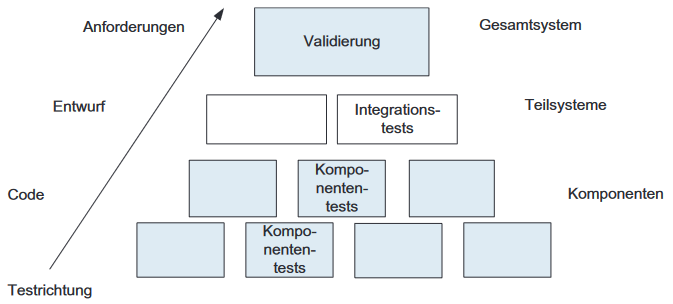 Anforderungen
Validierung
Gesamtsystem
Entwurf
Integrations-
tests
Teilsysteme
Code
Kompo-
nenten-
tests
Komponenten
Kompo-
nenten-
tests
Testrichtung